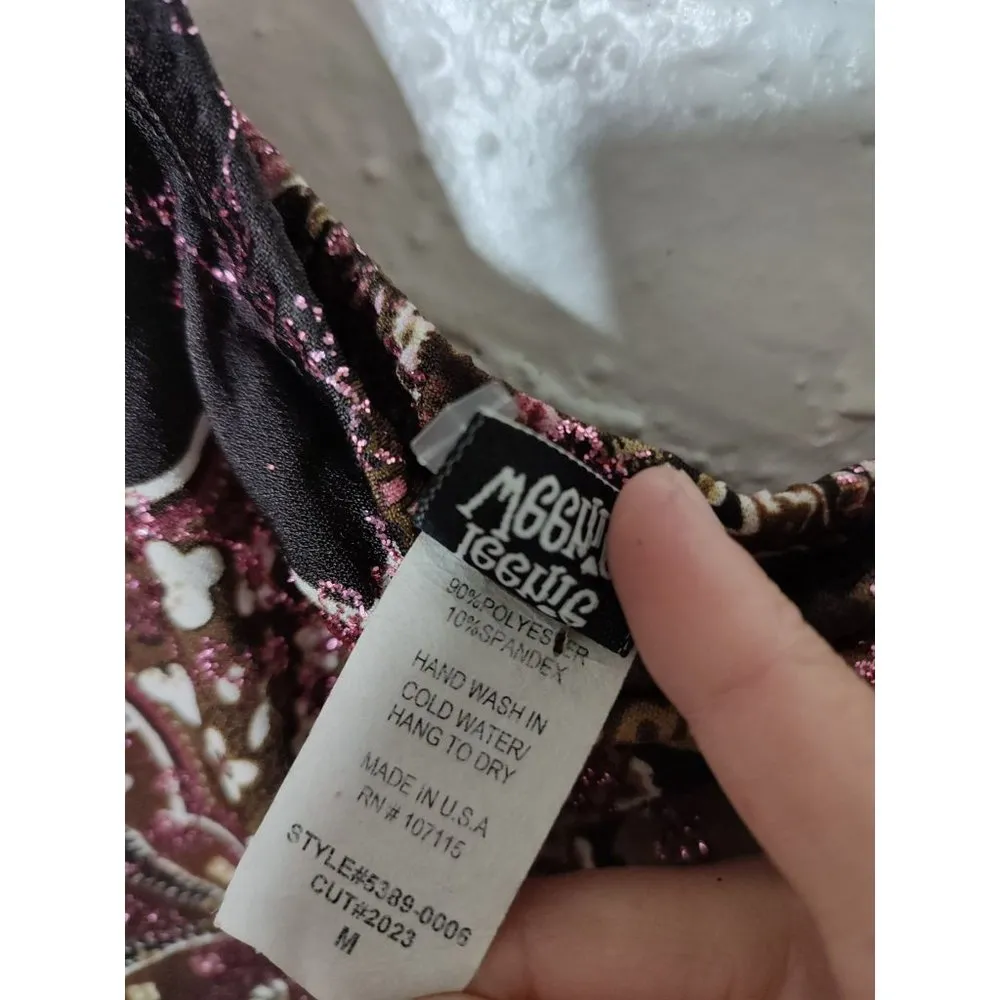 90%POLYESTER
10%SPANDEX
HAND WASH IN
COLD WATER/
HANG TO DRY
MADE IN U.S.A
RN # 107115
STYLE#5389-0006
CUT#2023
M